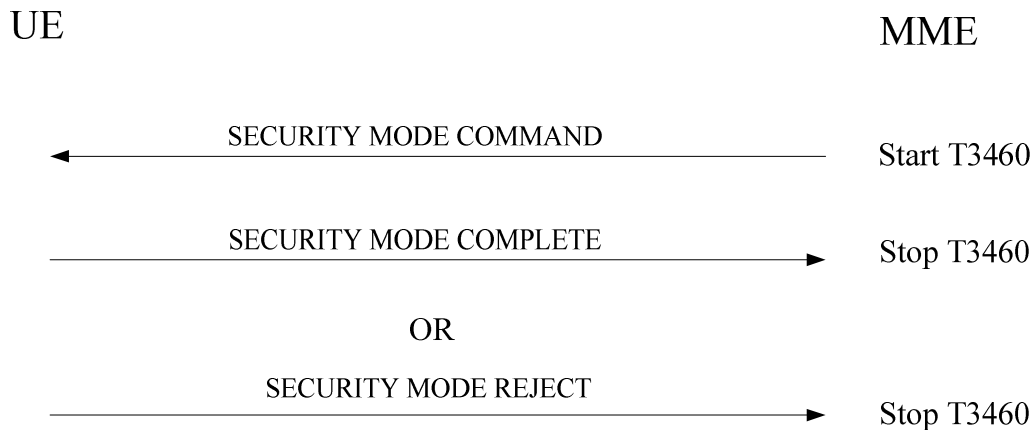 UE
MME
SECURITY MODE COMMAND
Start T3460
SECURITY MODE COMPLETE
Stop T3460
OR
SECURITY MODE REJECT
Stop T3460